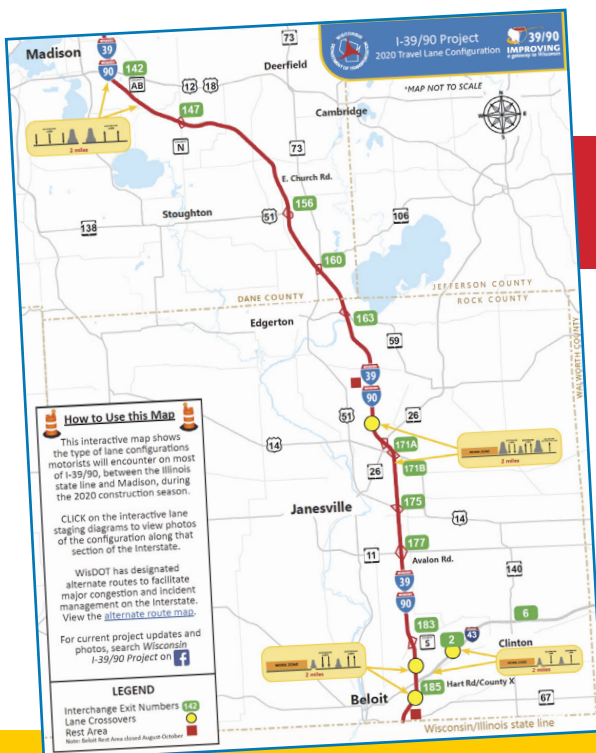 WISCONSIN
39
90
Madison
142
AB
12
18
147
N
73
Deerfield
I-39/90 Project
2020 Travel Lane Configuration
39/90
IMPROVING
a gateway to Wisconsin
*MAP NOT TO SCALE
N
W
E
S
Cambridge
2 miles
73
E. Church Rd.
156
51
Stoughton
138
106
160
DANE COUNTY
JEFFERSON COUNTY
ROCK COUNTY
WALWORTH COUNTY
Edgerton
163
59
39
90
51
26
14
171A
171B
26
WORK ZONE
2 miles
Janesville
175
14
177
11
Avalon Rd.
140
39
90
183
S
6
2
43
Clinton
WORK ZONE
2 miles
WORK ZONE
2 miles
Beloit
185
Hart Rd/County X
67
Wisconsin/Illinois state line
How to Use this Map
This interactive map shows
the type of lane configurations
motorists will encounter on most
of I-39/90, between the Illinois
state line and Madison, during
the 2020 construction season.
CLICK on the interactive lane
staging diagrams to view photos
of the configuration along that
section of the Interstate.
WisDOT has designated
alternate routes to facilitate
major congestion and incident
management on the Interstate.
View the alternate route map.
For current project updates and
photos, search Wisconsin
I-39/90 Project on f
LEGEND
Interchange Exit Numbers 142
Lane Crossovers
Rest Area
Note: Beloit Rest Area closed August-October